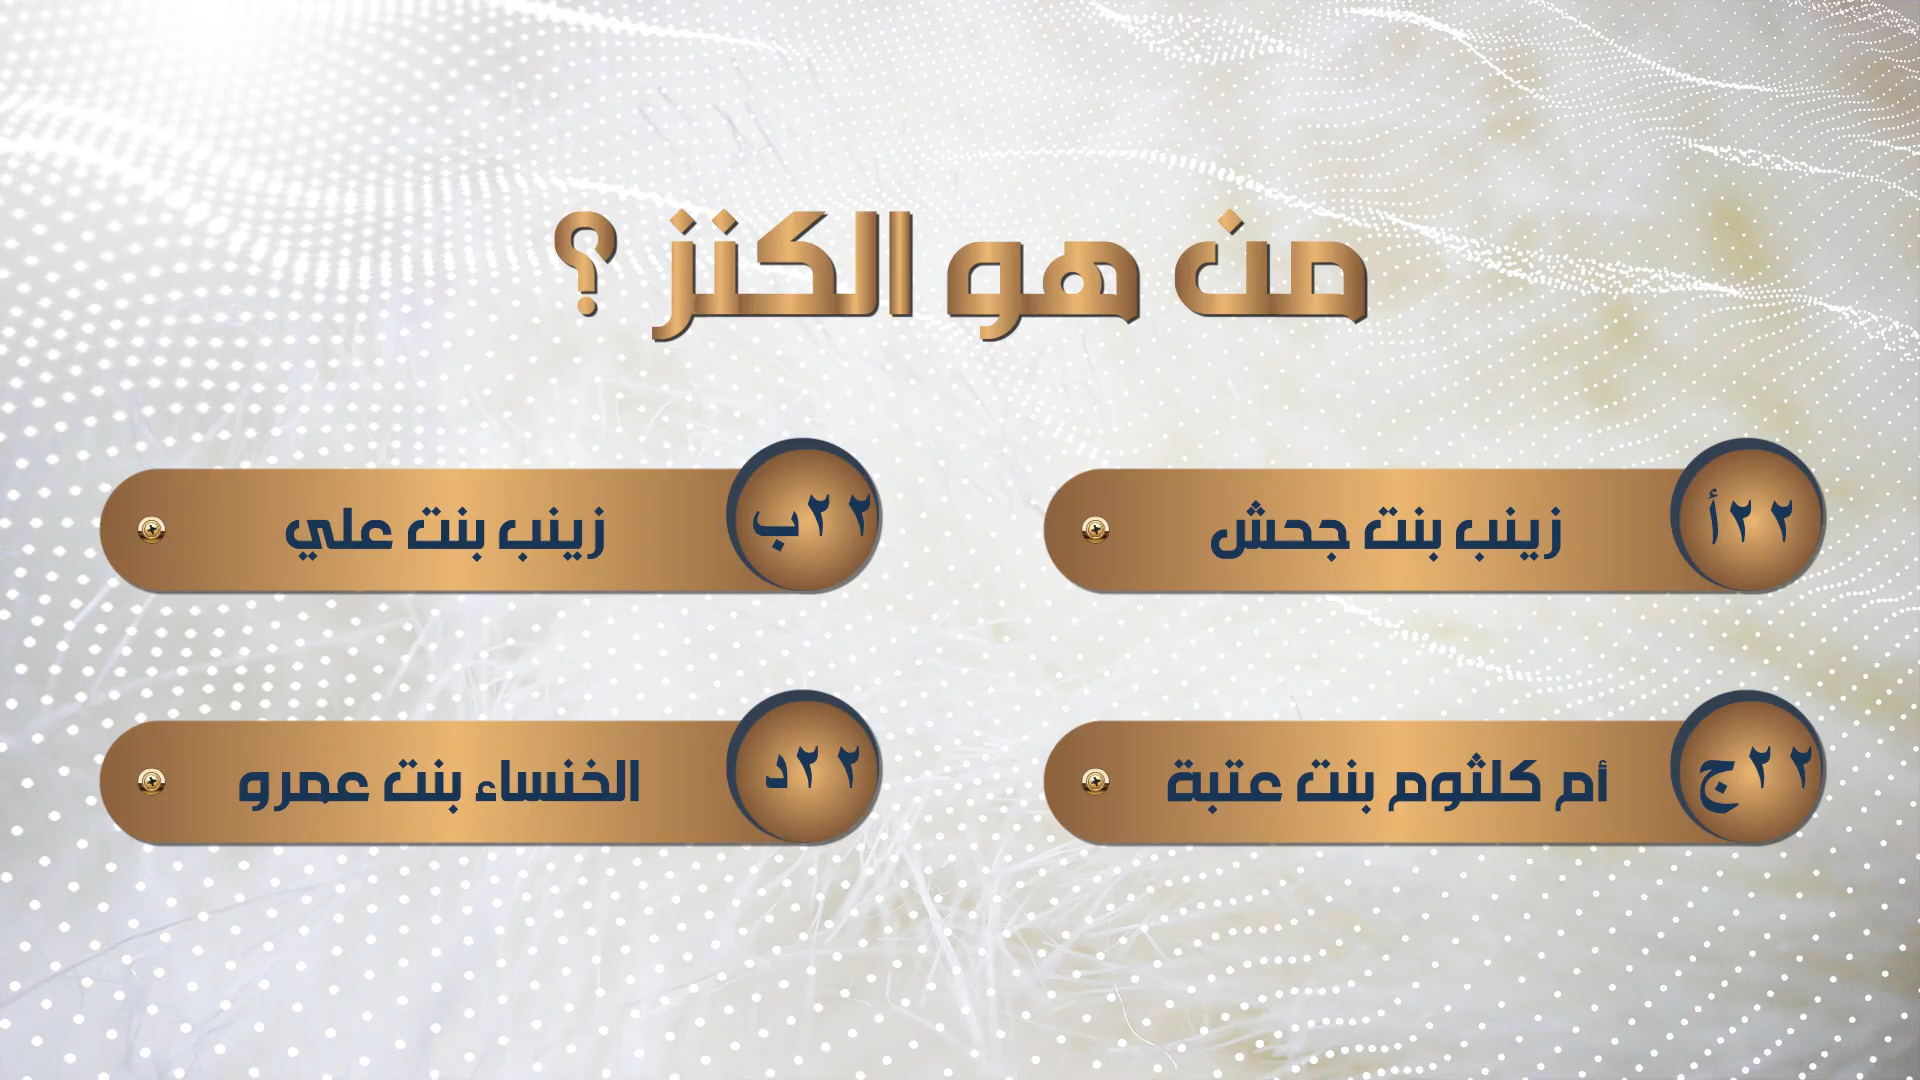 من هو الكنز ؟
٢٢أ زينب بنت جحش
٢٢ب زينب بنت علي
٢٢ج أم كلثوم بنت عتبة
٢٢د الخنساء بنت عمرو